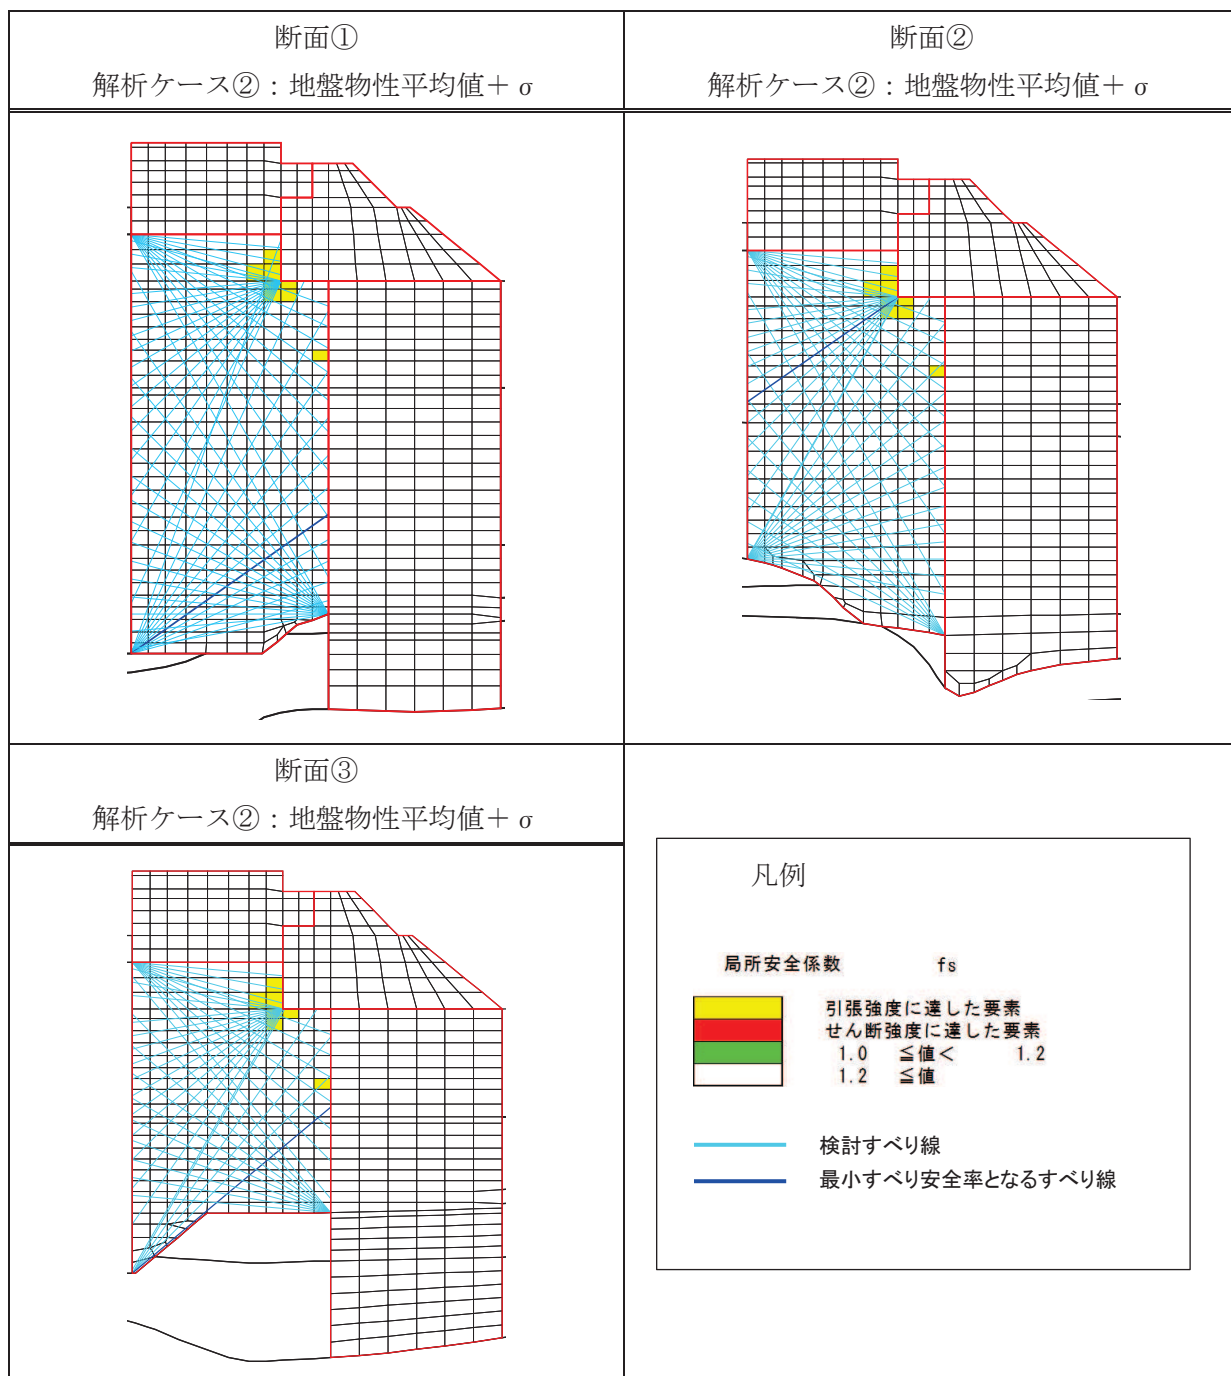 断面①
解析ケース②：地盤物性平均値＋σ
断面②
解析ケース②：地盤物性平均値＋σ
断面③
解析ケース②：地盤物性平均値＋σ
凡例
局所安全係数 fs
引張強度に達した要素
せん断強度に達した要素
1.0 ≦値< 1.2
1.2 ≦値
検討すべり線
最小すべり安全率となるすべり線